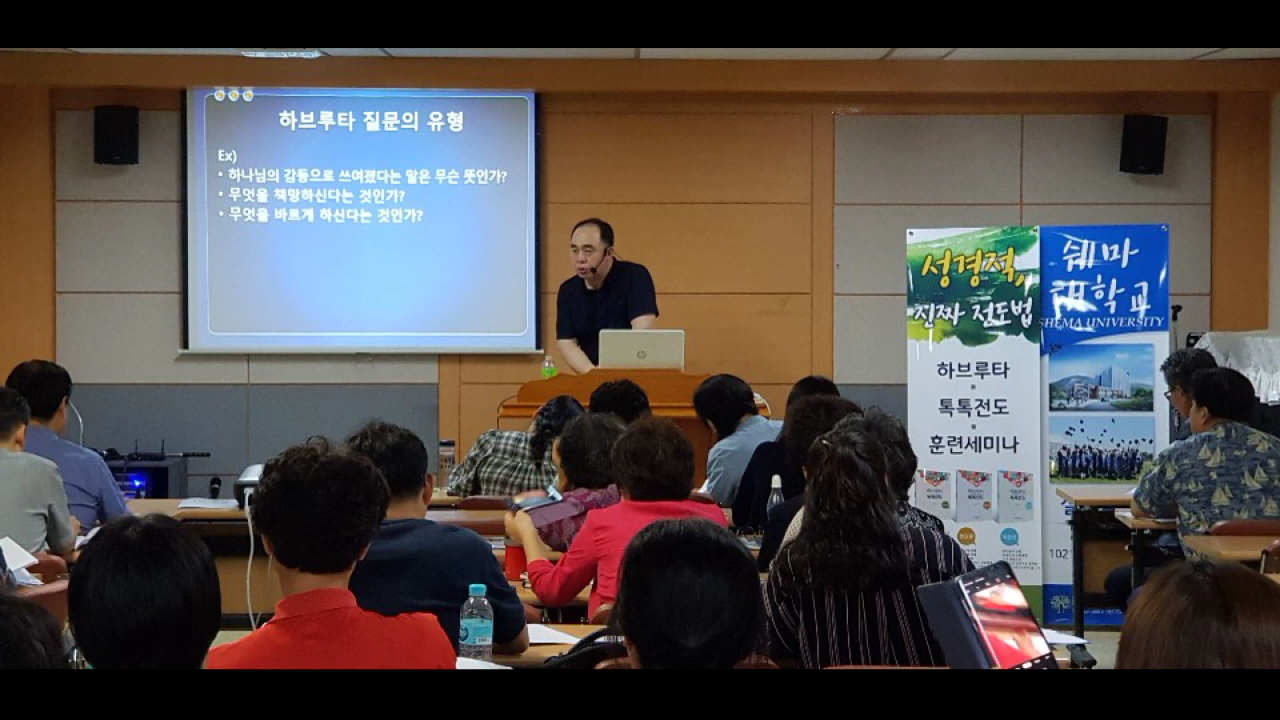 하브루타 질문의 유형
Ex)
• 하나님의 감동으로 쓰여졌다는 말은 무슨 뜻인가?
• 무엇을 책망하신다는 것인가?
• 무엇을 바르게 하신다는 것인가?
성경적,
진짜 전도법
하브루타
톡톡전도
훈련세미나
쉐마
대학교
SHEMA UNIVERSITY
102
hp